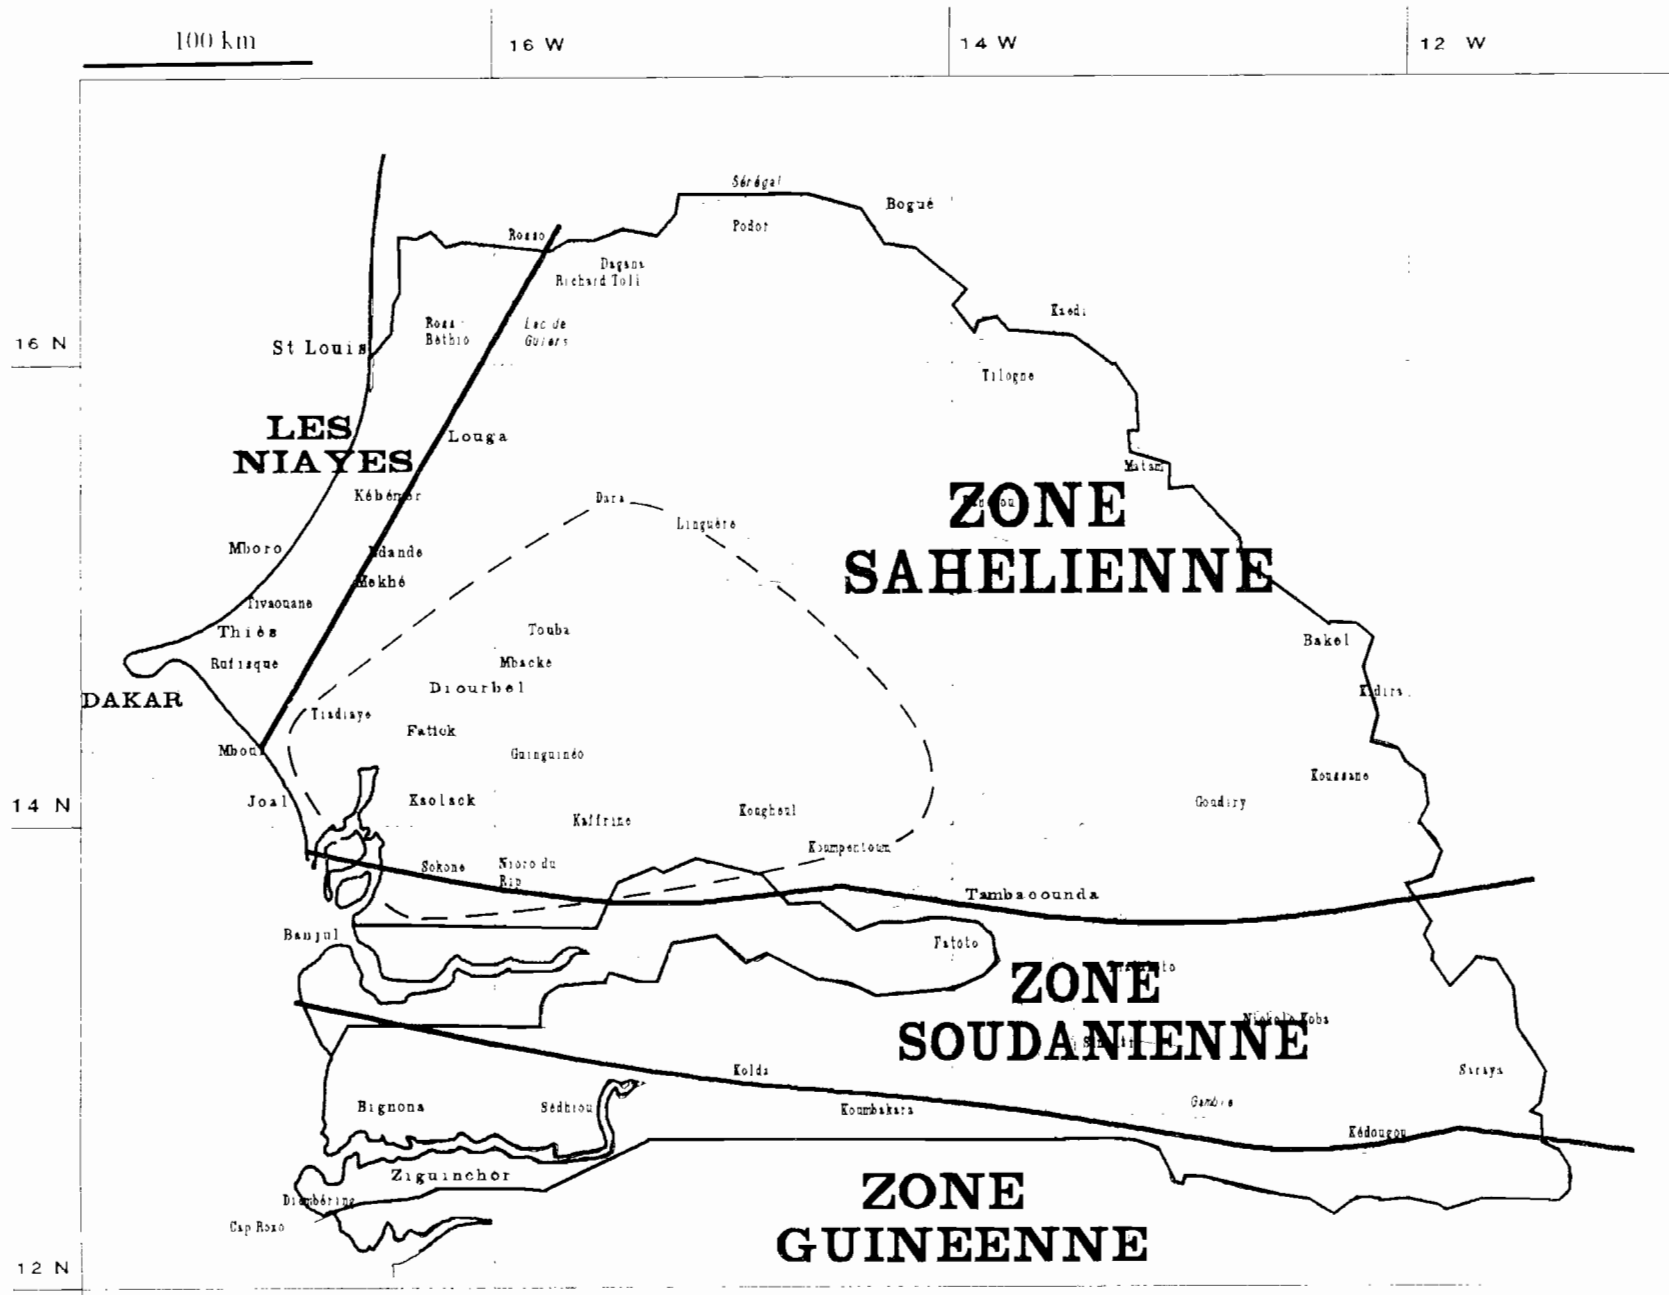 100 km
16 W
14 W
12 W
Sénégal
Bogué
Podor
Rosso
Dagana
Richard Toll
Kaedi
Ross-
Béthio
Lac de
Guiers
16 N
St Louis
Tilogne
LES
NIAYES
Louga
Matam
Kébémer
Dara
Linguère
ZONE
SAHELIENNE
Mboro
Ndande
Mekhé
Tivaouane
Thiès
Touba
Bakel
Rufisque
Mbacke
Diourbel
Kidira
DAKAR
Tiadiaye
Fatick
Mbour
Guinguinéo
Koussane
14 N
Joal
Kaolack
Kaffrine
Koungheul
Goudiry
Koumpentoum
Sokone
Nioro du
Rip
Tambacounda
Banjul
Fatoto
ZONE
SOUDANIENNE
Niokolo Koba
Kolda
Saraya
Bignona
Sédhiou
Koumbakara
Gambie
Kédougou
Ziguinchor
ZONE
GUINEENNE
Diembéring
Cap Roxo
12 N